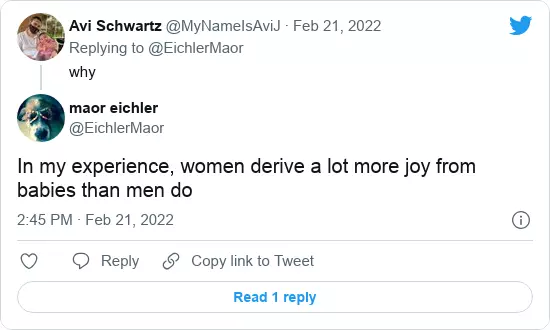 Avi Schwartz @MyNameIsAviJ · Feb 21, 2022
Replying to @EichlerMaor
why
maor eichler
@EichlerMaor
In my experience, women derive a lot more joy from
babies than men do
2:45 PM · Feb 21, 2022
Reply
Copy link to Tweet
Read 1 reply